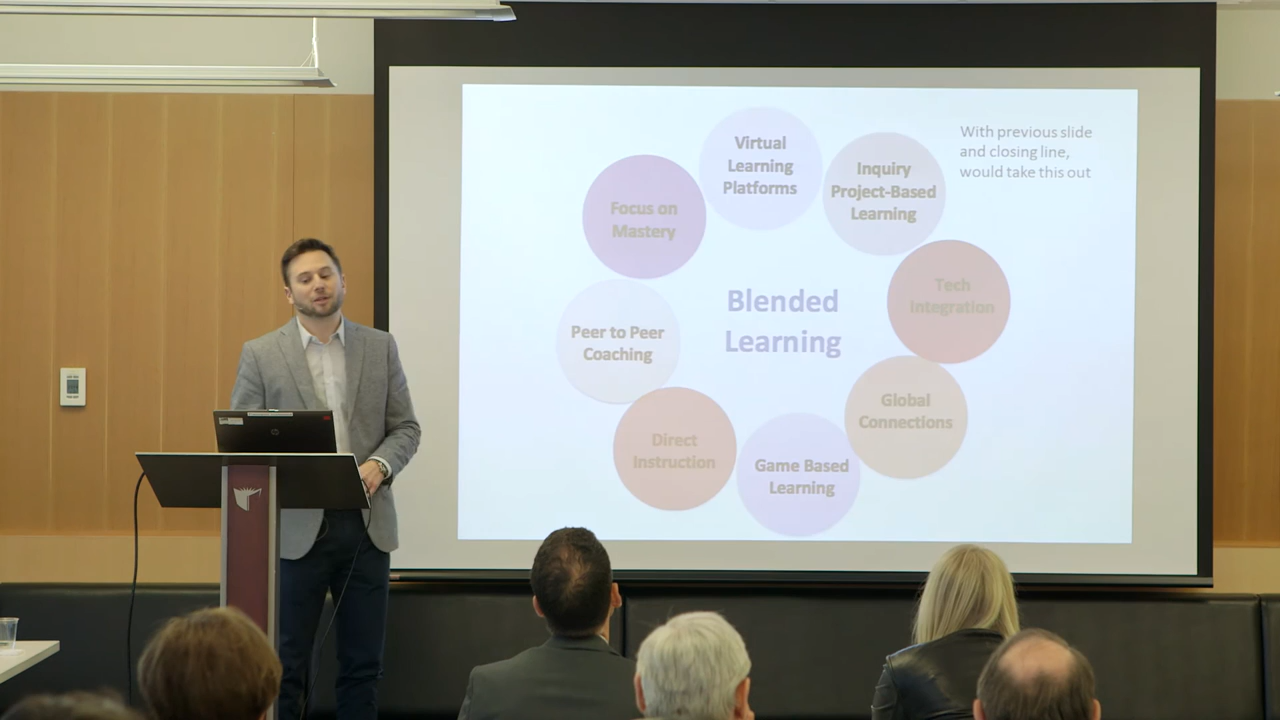 Virtual
Learning
Platforms
Inquiry
Project-Based
Learning
With previous slide
and closing line,
would take this out
Focus on
Mastery
Tech
Integration
Blended
Learning
Peer to Peer
Coaching
Global
Connections
Direct
Instruction
Game Based
Learning